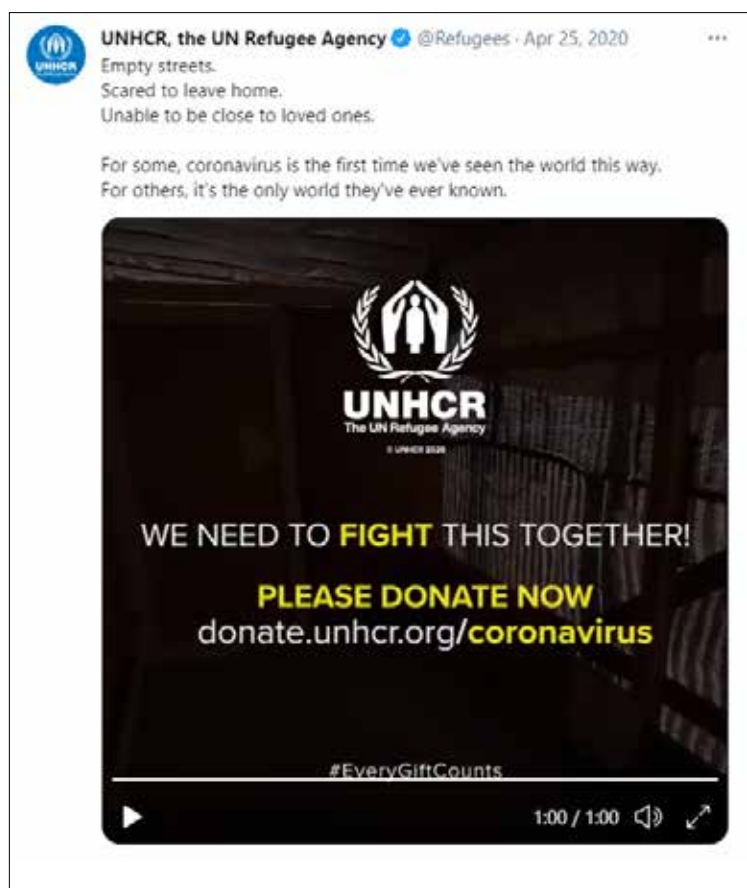 UNHCR, the UN Refugee Agency @Refugees · Apr 25, 2020 ...
UNHCR
Empty streets.
Scared to leave home.
Unable to be close to loved ones.
For some, coronavirus is the first time we've seen the world this way.
For others, it's the only world they've ever known.
UNHCR
The UN Refugee Agency
© UNHCR 2020
WE NEED TO FIGHT THIS TOGETHER!
PLEASE DONATE NOW
donate.unhcr.org/coronavirus
#EveryGiftCounts
1:00 / 1:00